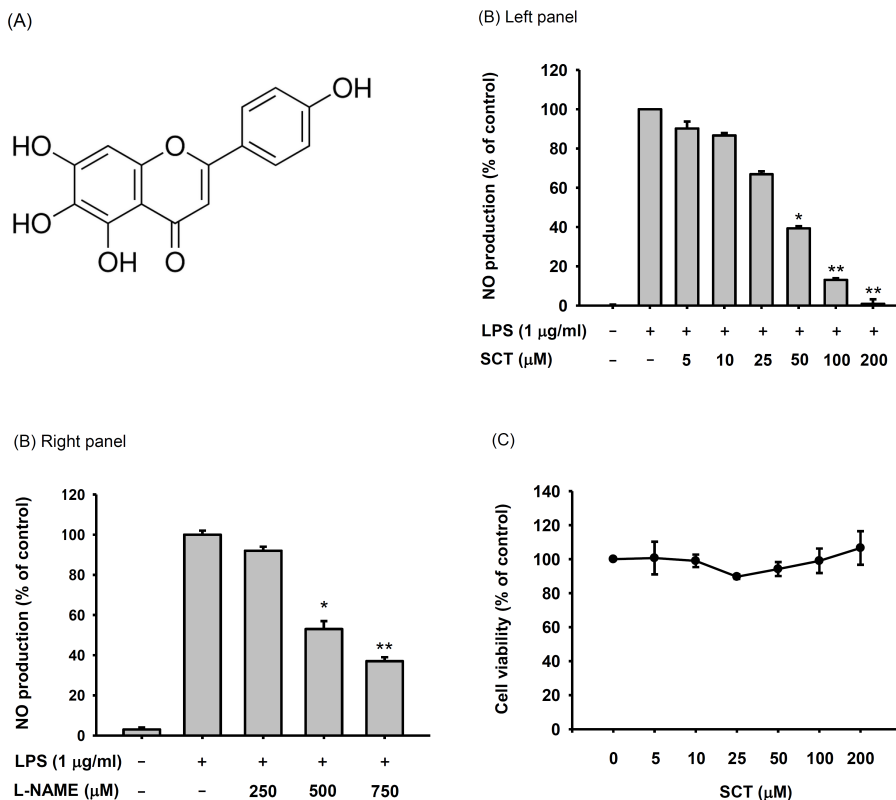 (A)
OH
HO
O
HO
OH
O
(B) Left panel
NO production (% of control)
120
100
80
60
40
20
0
*
**
**
LPS (1 μg/ml) – + + + + + + +
SCT (μM) – – 5 10 25 50 100 200
(B) Right panel
NO production (% of control)
120
100
80
60
40
20
0
*
**
LPS (1 μg/ml) – + + + +
L-NAME (μM) – – 250 500 750
(C)
Cell viability (% of control)
140
120
100
80
60
40
20
0
0 5 10 25 50 100 200
SCT (μM)